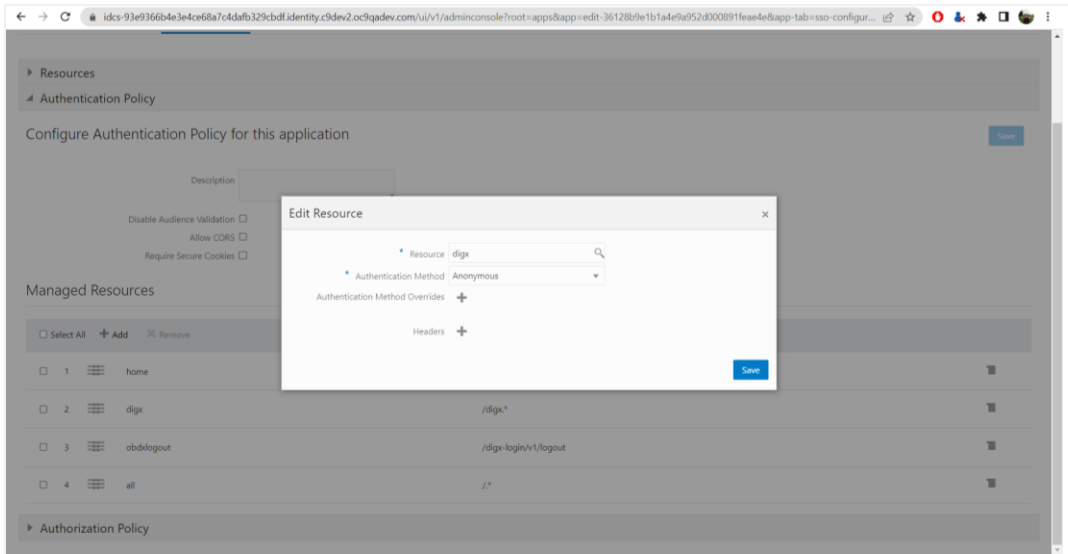 idcs-93e9366b4e3e4ce68a7c4dafb329cbdf.identity.c9dev2.oc9qadev.com/ui/v1/adminconsole?root=apps&app=edit-36128b9e1b1a4e9a952d000891feae4e&app-tab=sso-configur...
Resources
Authentication Policy
Configure Authentication Policy for this application
Save
Description
Disable Audience Validation
Allow CORS
Require Secure Cookies
Edit Resource
* Resource digx
* Authentication Method Anonymous
Authentication Method Overrides
Headers
Save
Managed Resources
Select All Add Remove
1 home
2 digx /digx.*
3 obdxlogout /digx-login/v1/logout
4 all /.*
Authorization Policy